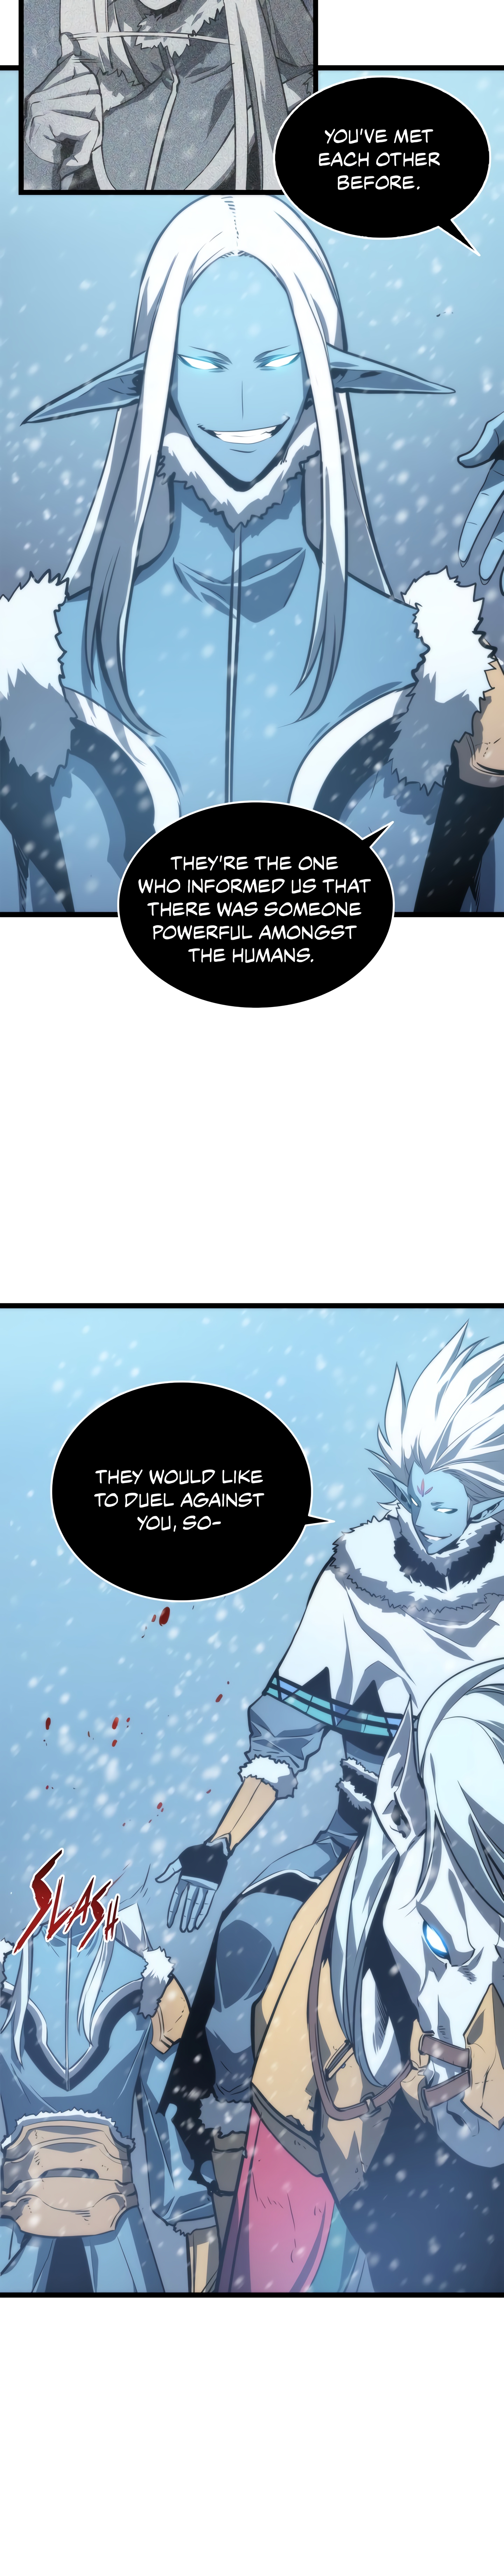 YOU'VE MET
EACH OTHER
BEFORE.
THEY'RE THE ONE
WHO INFORMED US THAT
THERE WAS SOMEONE
POWERFUL AMONGST
THE HUMANS.
THEY WOULD LIKE
TO DUEL AGAINST
YOU, SO-
SLASH